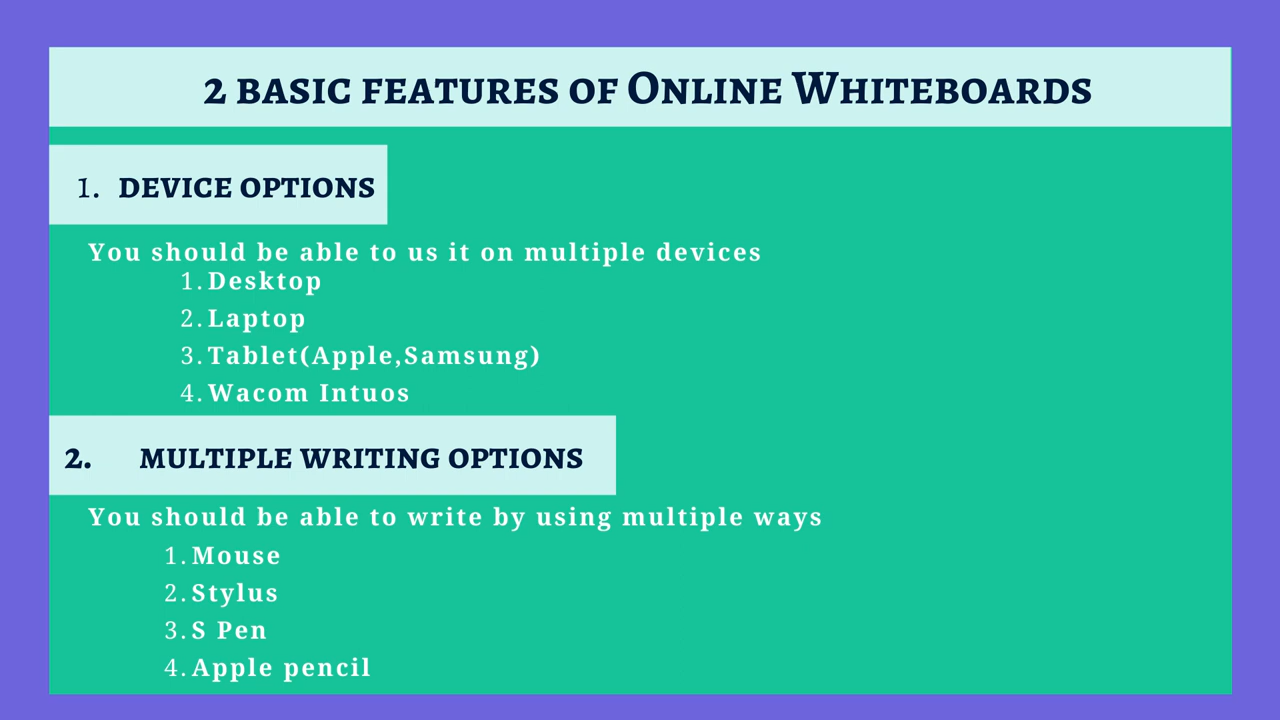 2 BASIC FEATURES OF ONLINE WHITEBOARDS
1. DEVICE OPTIONS
You should be able to us it on multiple devices
1. Desktop
2. Laptop
3. Tablet(Apple,Samsung)
4. Wacom Intuos
2. MULTIPLE WRITING OPTIONS
You should be able to write by using multiple ways
1. Mouse
2. Stylus
3. S Pen
4. Apple pencil